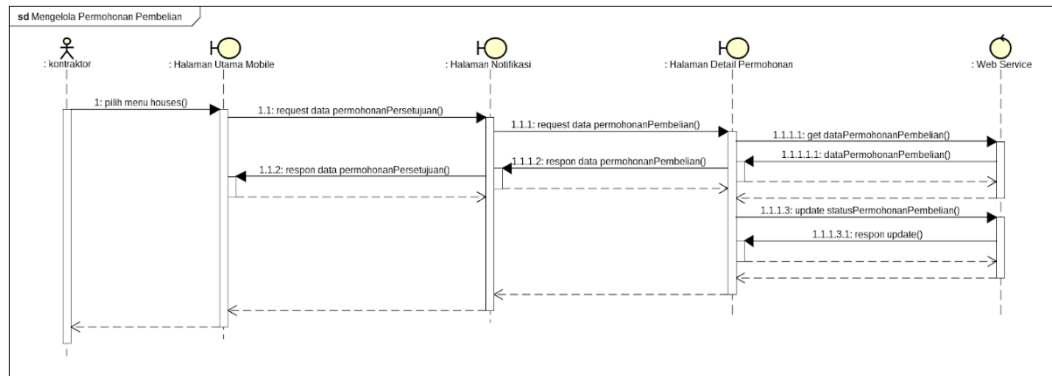 sd Mengelola Permohonan Pembelian
: kontraktor
: Halaman Utama Mobile
: Halaman Notifikasi
: Halaman Detail Permohonan
: Web Service
1: pilih menu houses()
1.1: request data permohonanPersetujuan()
1.1.1: request data permohonanPembelian()
1.1.1.1: get dataPermohonanPembelian()
1.1.1.1.1: dataPermohonanPembelian()
1.1.1.2: respon data permohonanPembelian()
1.1.2: respon data permohonanPersetujuan()
1.1.1.3: update statusPermohonanPembelian()
1.1.1.3.1: respon update()